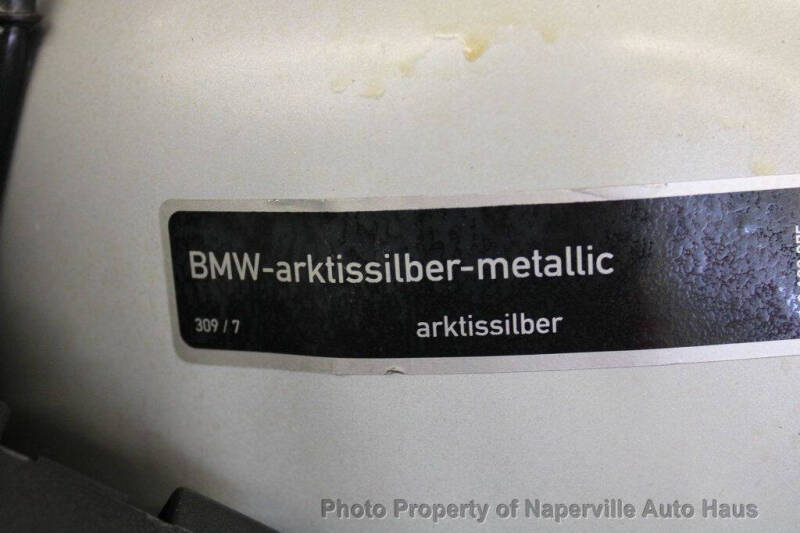 BMW-arktissilber-metallic
309 / 7
arktissilber
Photo Property of Naperville Auto Haus